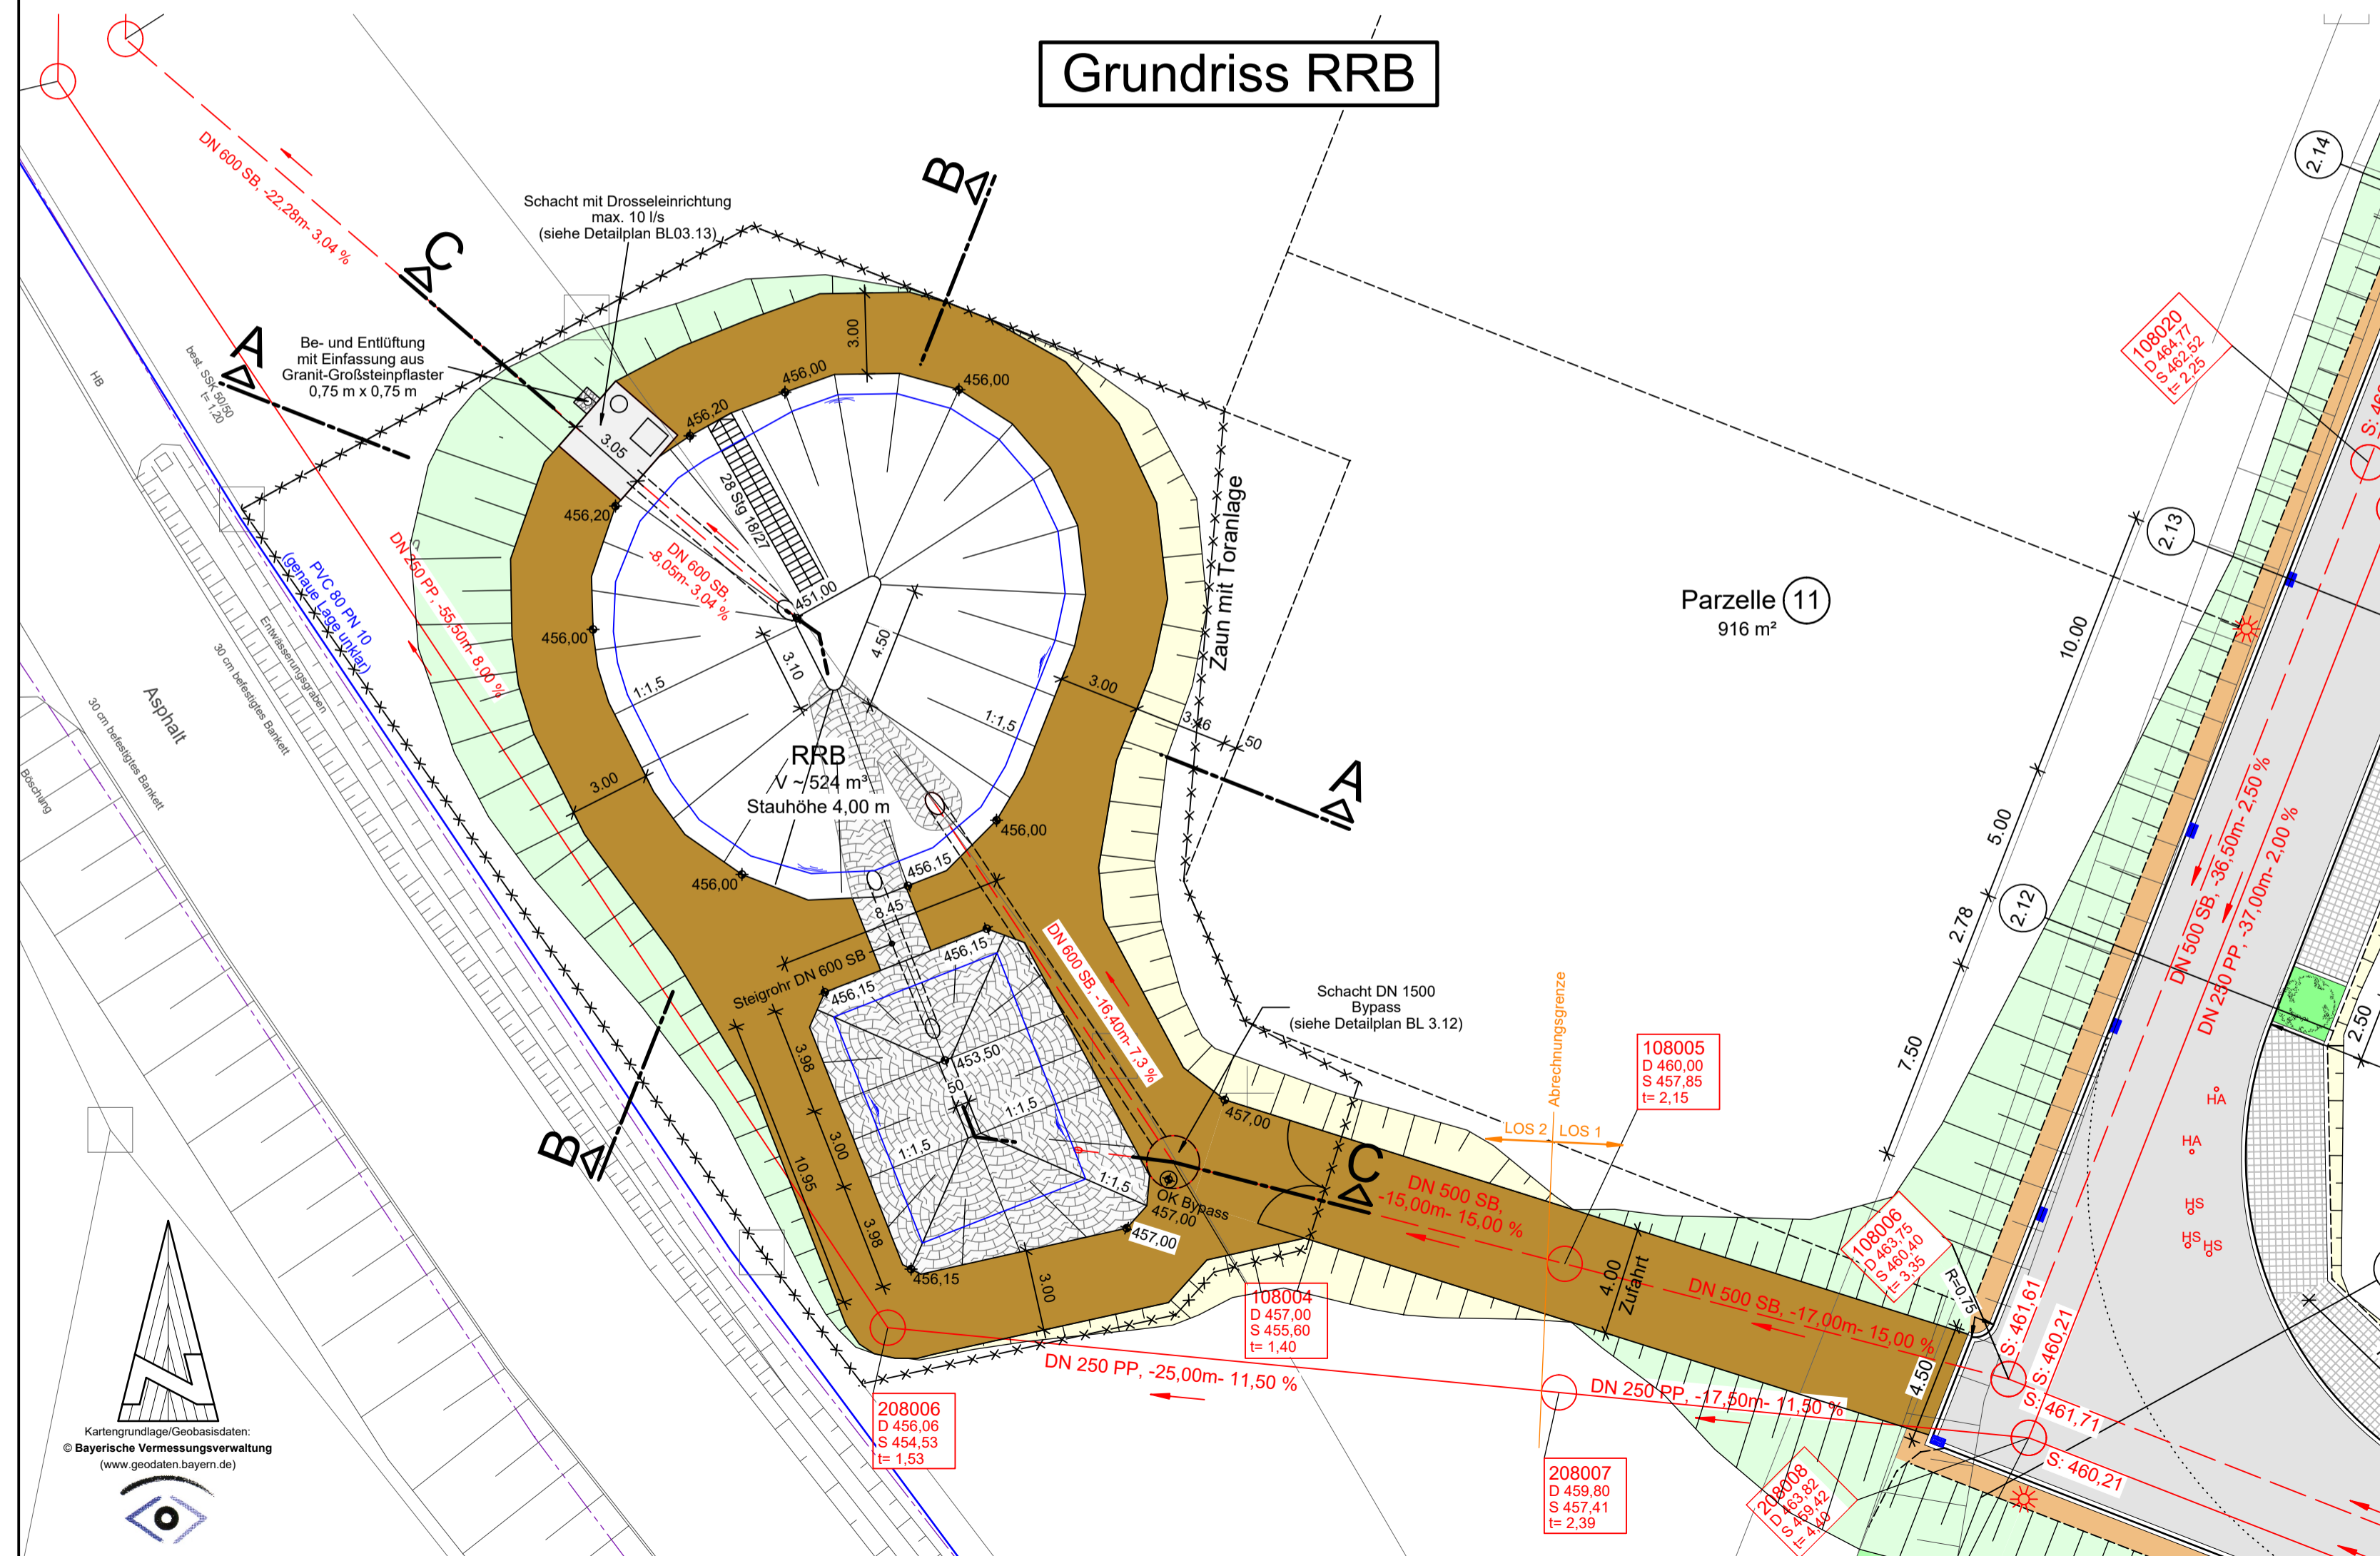 Grundriss RRB
DN 600 SB, -22,28m- 3,04 %
Schacht mit Drosseleinrichtung
max. 10 l/s
(siehe Detailplan BL03.13)
B
C
A
Be- und Entlüftung
mit Einfassung aus
Granit-Großsteinpflaster
0,75 m x 0,75 m
best. SSK 50/50
t= 1,20
HB
3.00
456,00
456,00
456,20
3.05
28 Stg 18/27
456,20
DN 600 SB,
-8,05m- 3,04 %
451,00
456,00
4.50
3.10
1:1,5
1:1,5
3.00
3.46
50
Zaun mit Toranlage
A
3.00
RRB
V ~ 524 m³
Stauhöhe 4,00 m
456,00
456,00
456,15
8.45
Steigrohr DN 600 SB
456,15
456,15
DN 600 SB, -16,40m- 7,3 %
453,50
50
1:1,5
1:1,5
1:1,5
3.98
3.00
3.98
10.95
456,15
3.00
457,00
457,00
OK Bypass
457,00
Schacht DN 1500
Bypass
(siehe Detailplan BL 3.12)
B
C
DN 250 PP, -55,50m- 8,00 %
PVC 80 PN 10
(genaue Lage unklar)
Entwässerungsgraben
30 cm befestigtes Bankett
Asphalt
30 cm befestigtes Bankett
Böschung
Parzelle 11
916 m²
Abrechnungsgrenze
LOS 2
LOS 1
108005
D 460,00
S 457,85
t= 2,15
DN 500 SB,
-15,00m- 15,00 %
4.00
Zufahrt
DN 500 SB, -17,00m- 15,00 %
108004
D 457,00
S 455,60
t= 1,40
DN 250 PP, -25,00m- 11,50 %
DN 250 PP, -17,50m- 11,50 %
208006
D 456,06
S 454,53
t= 1,53
208007
D 459,80
S 457,41
t= 2,39
208008
D 463,82
S 459,42
t= 4,40
108006
D 463,75
S 460,40
t= 3,35
R=0.75
4.50
S: 461,61
S: 460,21
S: 461,71
S: 460,21
108020
D 464,77
S 462,52
t= 2,25
2.14
2.13
2.12
10.00
5.00
2.78
7.50
2.50
DN 500 SB, -36,50m- 2,50 %
DN 250 PP, -37,00m- 2,00 %
HA
HA
HS
HS
HS
Kartengrundlage/Geobasisdaten:
© Bayerische Vermessungsverwaltung
(www.geodaten.bayern.de)